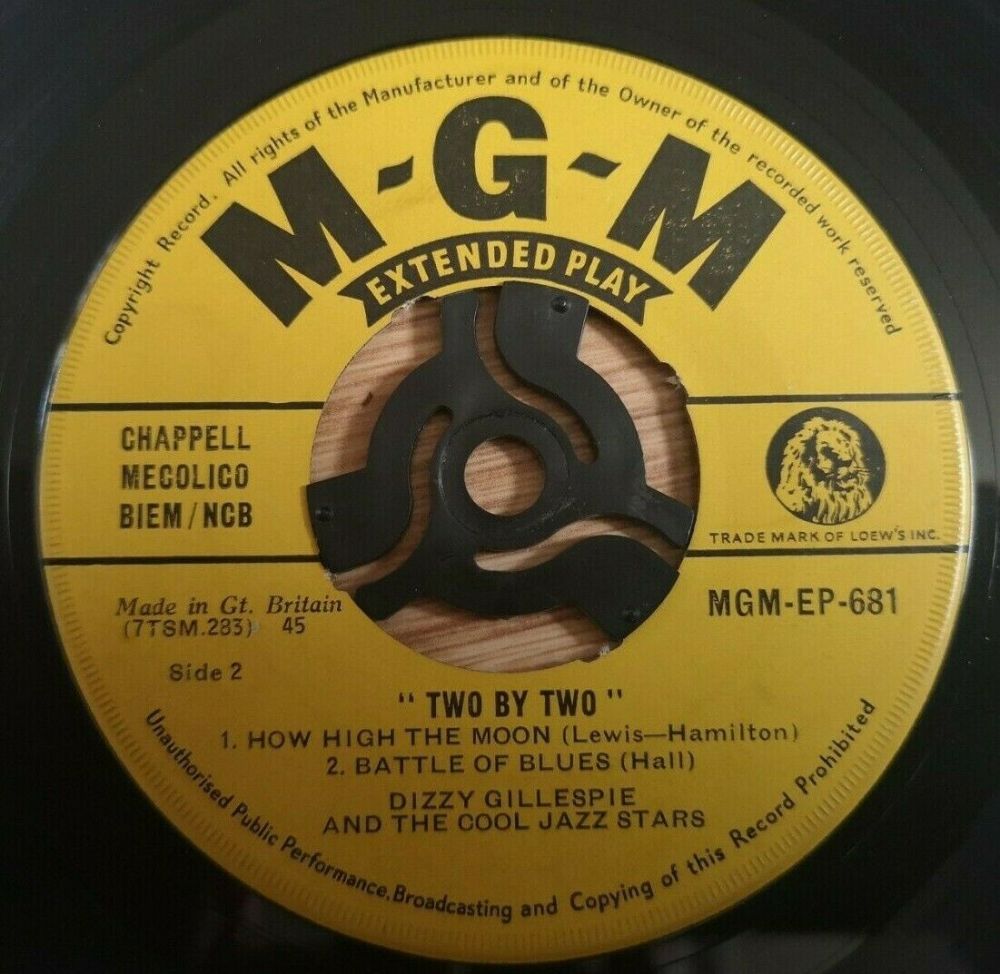 Copyright Record. All rights of the Manufacturer and of the Owner of the recorded work reserved
M-G-M
EXTENDED PLAY
CHAPPELL
MECOLICO
BIEM/NCB
TRADE MARK OF LOEW'S INC.
Made in Gt. Britain
(7TSM.283) 45
MGM-EP-681
Side 2
"TWO BY TWO"
1. HOW HIGH THE MOON (Lewis—Hamilton)
2. BATTLE OF BLUES (Hall)
DIZZY GILLESPIE
AND THE COOL JAZZ STARS
Unauthorised Public Performance, Broadcasting and Copying of this Record Prohibited